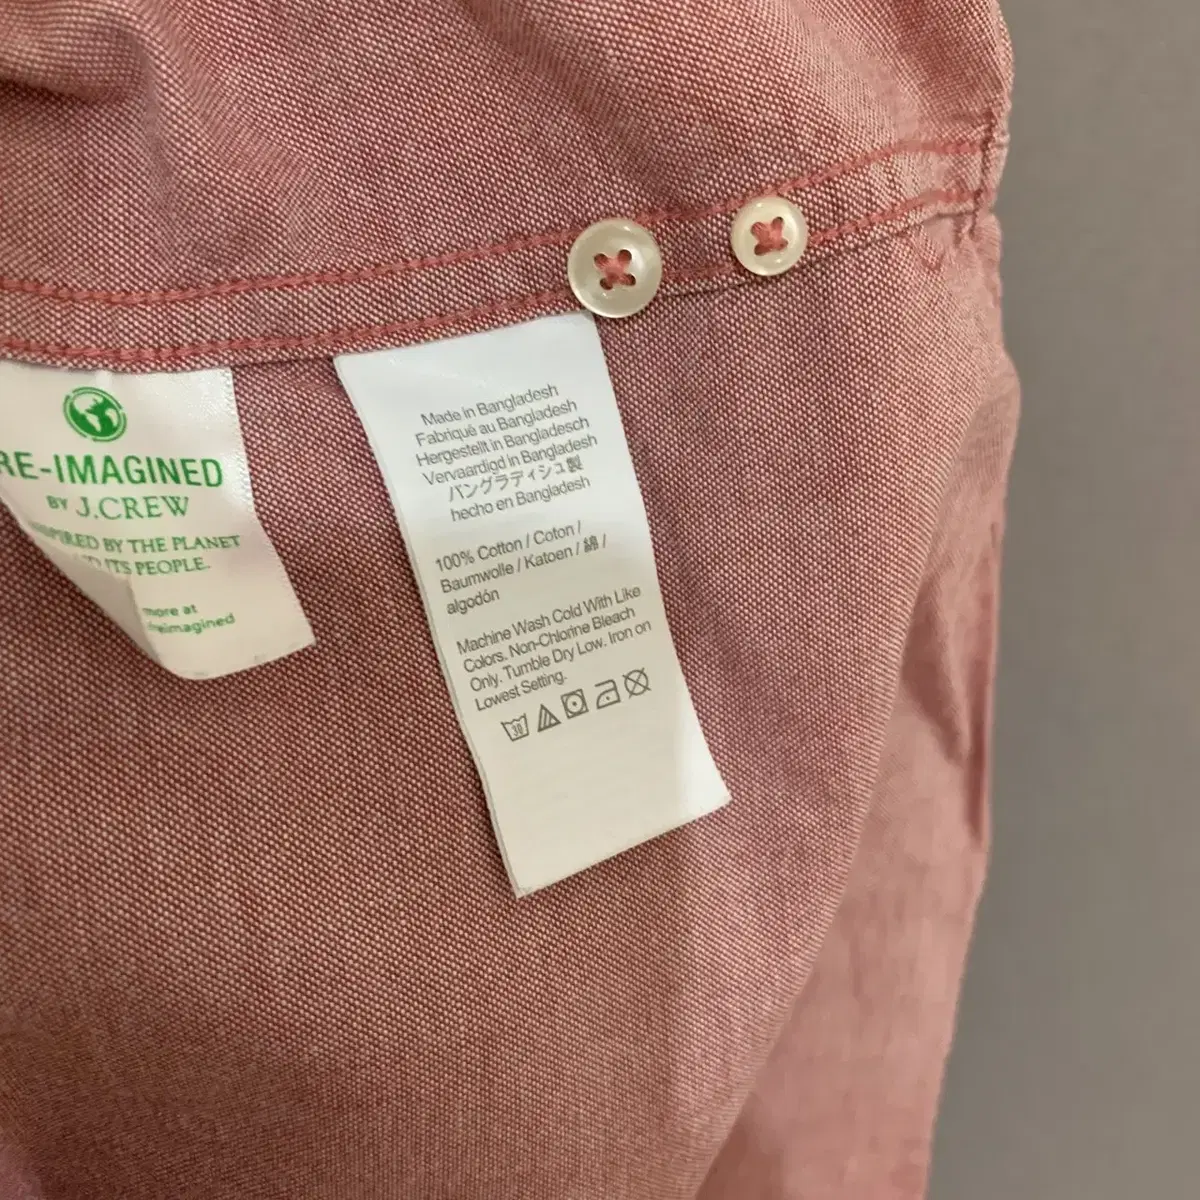 RE-IMAGINED
BY J.CREW
BY THE PLANET
ITS PEOPLE.
more at
Made in Bangladesh
Fabriqué au Bangladesh
Hergestellt in Bangladesch
Vervaardigd in Bangladesh
バングラディシュ製
hecho en Bangladesh
100% Cotton / Coton /
Baumwolle / Katoen / 綿 /
algodón
Machine Wash Cold With Like
Colors. Non-Chlorine Bleach
Only. Tumble Dry Low. Iron on
Lowest Setting.
30